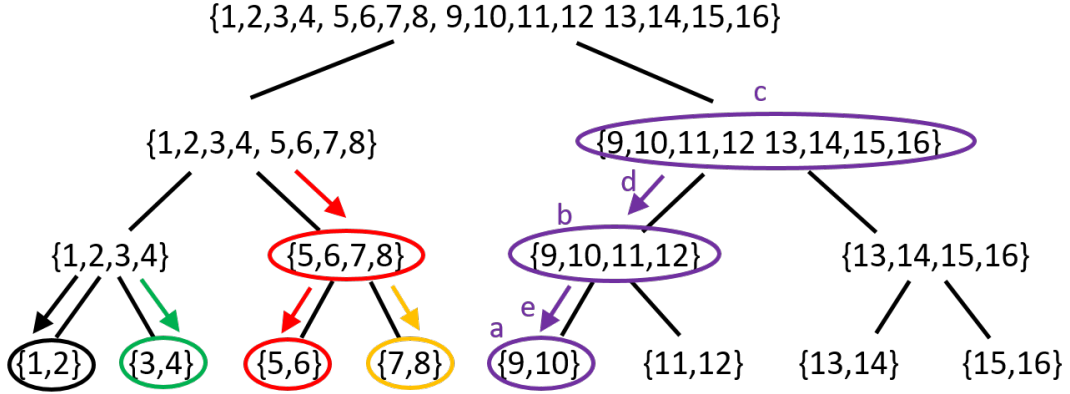 {1,2,3,4, 5,6,7,8, 9,10,11,12 13,14,15,16}
c
{1,2,3,4, 5,6,7,8}
{9,10,11,12 13,14,15,16}
d
b
{1,2,3,4}
{5,6,7,8}
{9,10,11,12}
{13,14,15,16}
e
a
{1,2}
{3,4}
{5,6}
{7,8}
{9,10}
{11,12}
{13,14}
{15,16}